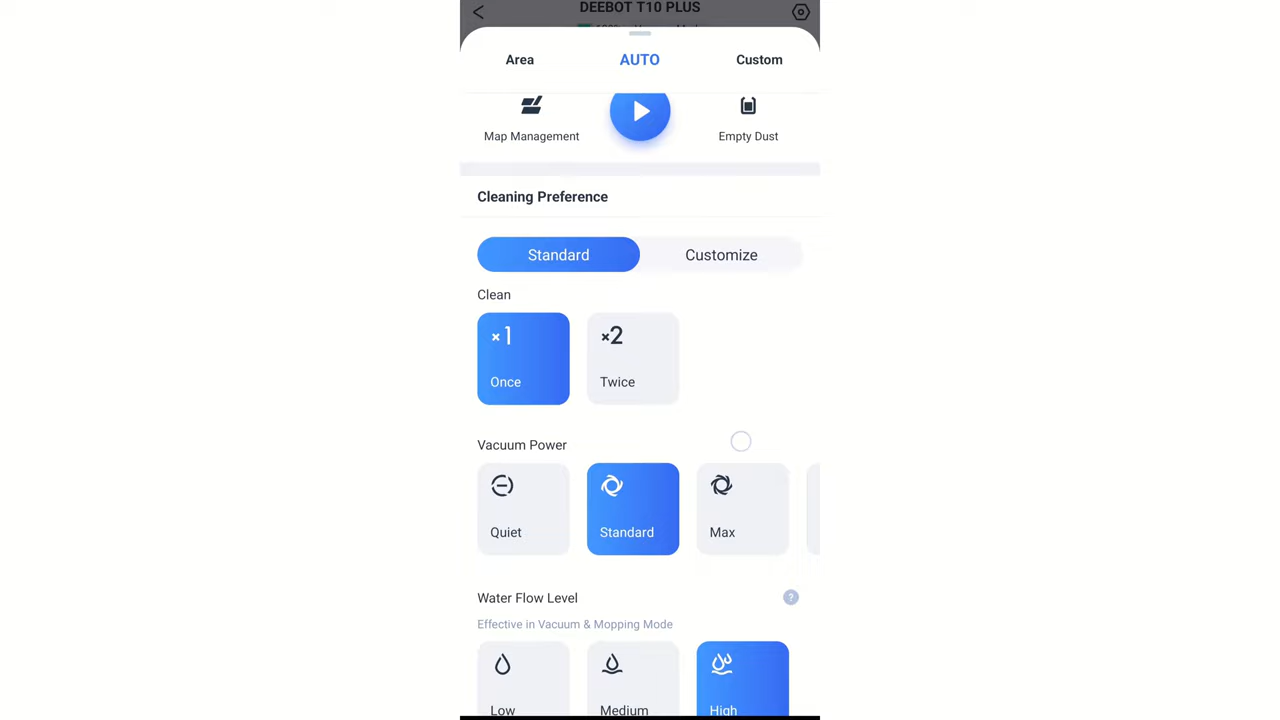 DEEBOT T10 PLUS
Area AUTO Custom
Map Management Empty Dust
Cleaning Preference
Standard Customize
Clean
×1 ×2
Once Twice
Vacuum Power
Quiet Standard Max
Water Flow Level ?
Effective in Vacuum & Mopping Mode
Low Medium High